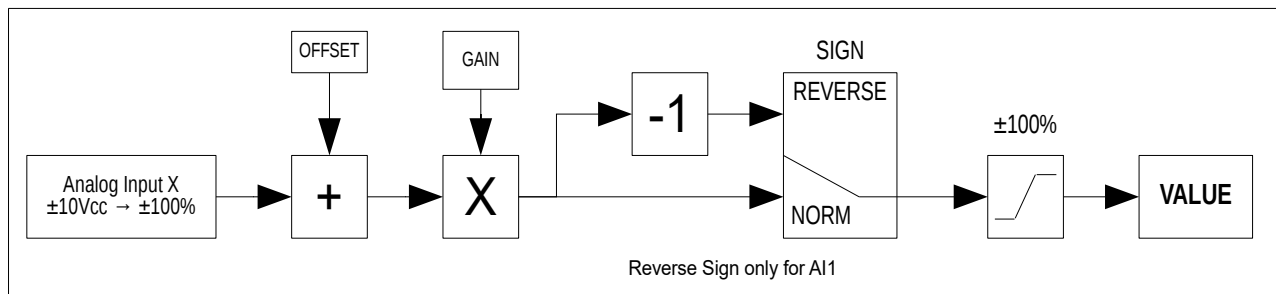 OFFSET
GAIN
SIGN
REVERSE
-1
±100%
Analog Input X
±10Vcc → ±100%
+
X
NORM
VALUE
Reverse Sign only for AI1